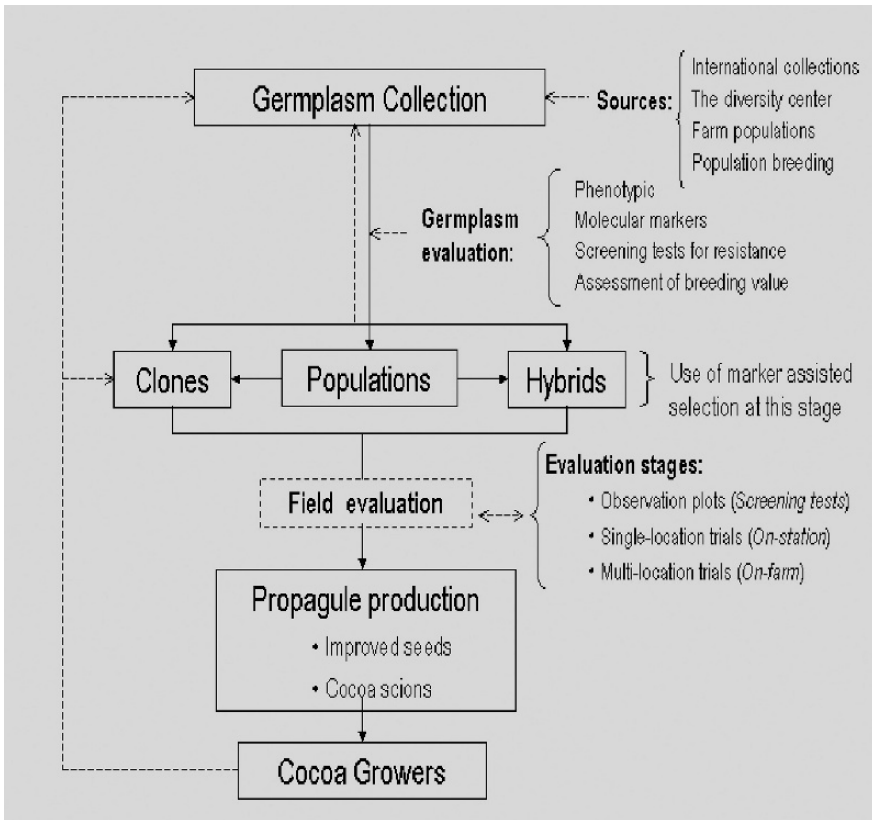 Germplasm Collection
Sources:
International collections
The diversity center
Farm populations
Population breeding
Germplasm
evaluation:
Phenotypic
Molecular markers
Screening tests for resistance
Assessment of breeding value
Clones
Populations
Hybrids
Use of marker assisted
selection at this stage
Field evaluation
Evaluation stages:
• Observation plots (Screening tests)
• Single-location trials (On-station)
• Multi-location trials (On-farm)
Propagule production
• Improved seeds
• Cocoa scions
Cocoa Growers